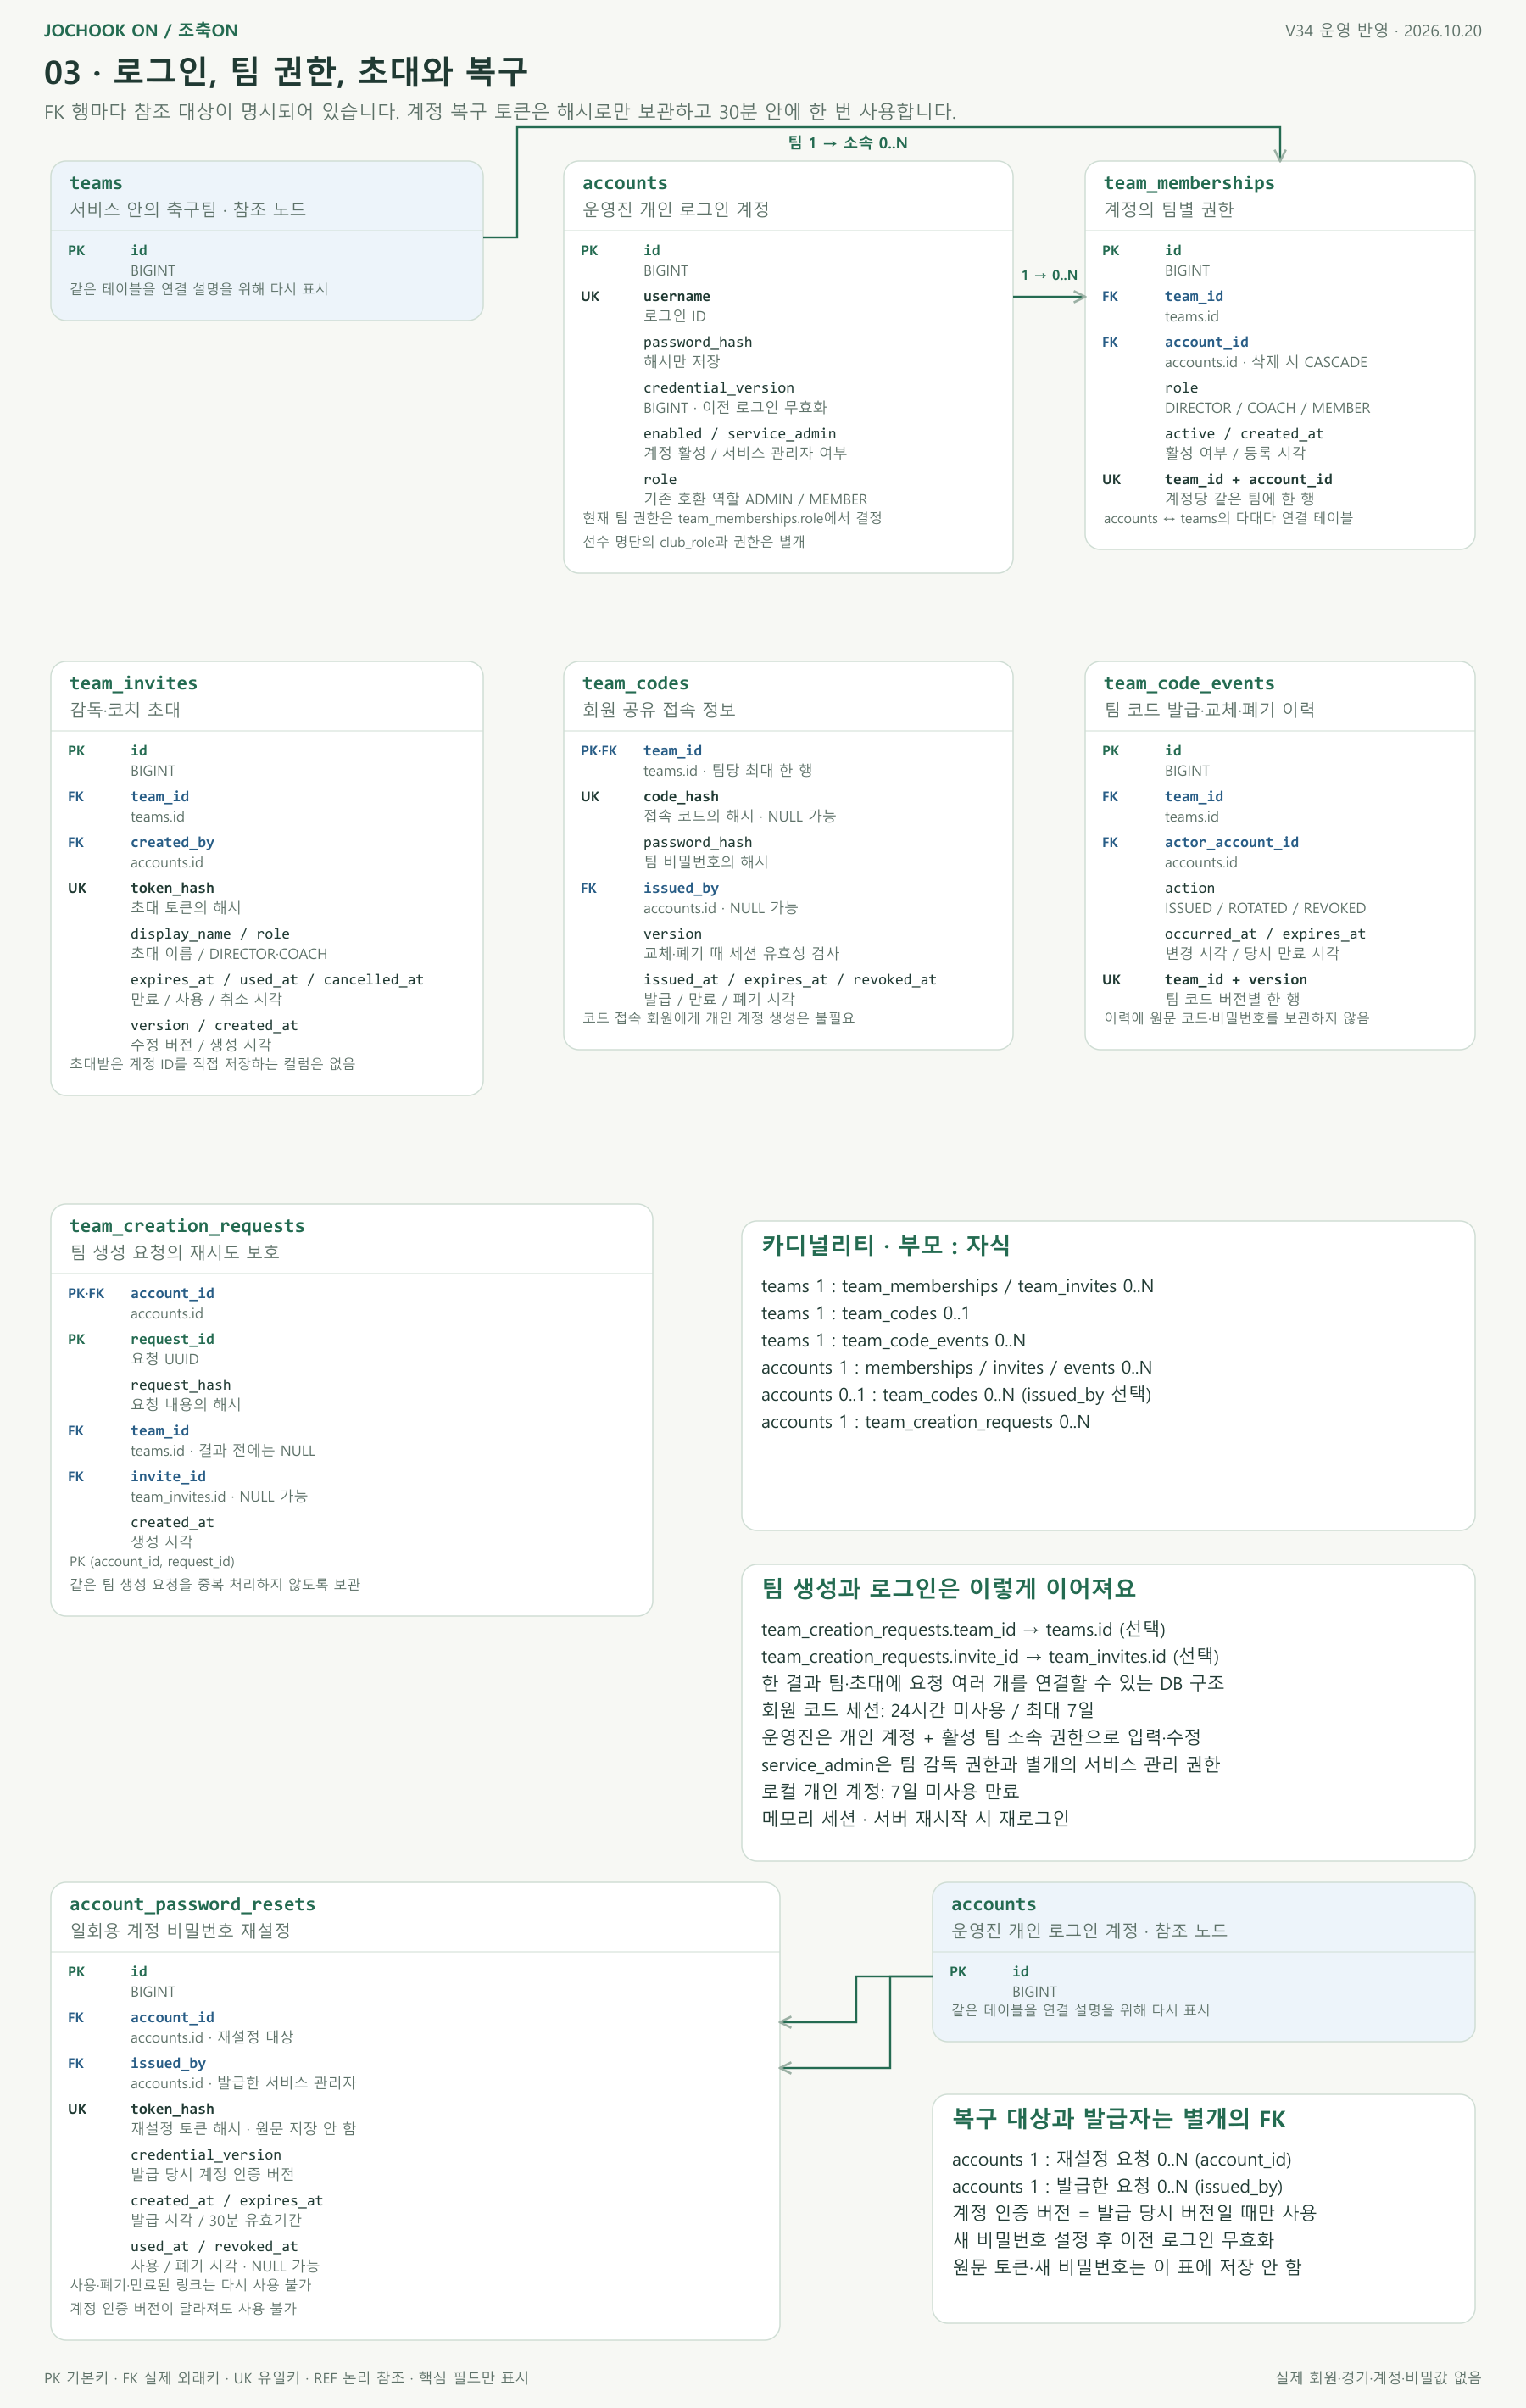 JOCHOOK ON / 조축ON
V34 운영 반영 · 2026.10.20
03 · 로그인, 팀 권한, 초대와 복구
FK 행마다 참조 대상이 명시되어 있습니다. 계정 복구 토큰은 해시로만 보관하고 30분 안에 한 번 사용합니다.
팀 1 → 소속 0..N
teams
서비스 안의 축구팀 · 참조 노드
PK id
BIGINT
같은 테이블을 연결 설명을 위해 다시 표시
accounts
운영진 개인 로그인 계정
PK id
BIGINT
UK username
로그인 ID
password_hash
해시만 저장
credential_version
BIGINT · 이전 로그인 무효화
enabled / service_admin
계정 활성 / 서비스 관리자 여부
role
기존 호환 역할 ADMIN / MEMBER
현재 팀 권한은 team_memberships.role에서 결정
선수 명단의 club_role과 권한은 별개
1 → 0..N
team_memberships
계정의 팀별 권한
PK id
BIGINT
FK team_id
teams.id
FK account_id
accounts.id · 삭제 시 CASCADE
role
DIRECTOR / COACH / MEMBER
active / created_at
활성 여부 / 등록 시각
UK team_id + account_id
계정당 같은 팀에 한 행
accounts ↔ teams의 다대다 연결 테이블
team_invites
감독·코치 초대
PK id
BIGINT
FK team_id
teams.id
FK created_by
accounts.id
UK token_hash
초대 토큰의 해시
display_name / role
초대 이름 / DIRECTOR·COACH
expires_at / used_at / cancelled_at
만료 / 사용 / 취소 시각
version / created_at
수정 버전 / 생성 시각
초대받은 계정 ID를 직접 저장하는 컬럼은 없음
team_codes
회원 공유 접속 정보
PK·FK team_id
teams.id · 팀당 최대 한 행
UK code_hash
접속 코드의 해시 · NULL 가능
password_hash
팀 비밀번호의 해시
FK issued_by
accounts.id · NULL 가능
version
교체·폐기 때 세션 유효성 검사
issued_at / expires_at / revoked_at
발급 / 만료 / 폐기 시각
코드 접속 회원에게 개인 계정 생성은 불필요
team_code_events
팀 코드 발급·교체·폐기 이력
PK id
BIGINT
FK team_id
teams.id
FK actor_account_id
accounts.id
action
ISSUED / ROTATED / REVOKED
occurred_at / expires_at
변경 시각 / 당시 만료 시각
UK team_id + version
팀 코드 버전별 한 행
이력에 원문 코드·비밀번호를 보관하지 않음
team_creation_requests
팀 생성 요청의 재시도 보호
PK·FK account_id
accounts.id
PK request_id
요청 UUID
request_hash
요청 내용의 해시
FK team_id
teams.id · 결과 전에는 NULL
FK invite_id
team_invites.id · NULL 가능
created_at
생성 시각
PK (account_id, request_id)
같은 팀 생성 요청을 중복 처리하지 않도록 보관
카디널리티 · 부모 : 자식
teams 1 : team_memberships / team_invites 0..N
teams 1 : team_codes 0..1
teams 1 : team_code_events 0..N
accounts 1 : memberships / invites / events 0..N
accounts 0..1 : team_codes 0..N (issued_by 선택)
accounts 1 : team_creation_requests 0..N
팀 생성과 로그인은 이렇게 이어져요
team_creation_requests.team_id → teams.id (선택)
team_creation_requests.invite_id → team_invites.id (선택)
한 결과 팀·초대에 요청 여러 개를 연결할 수 있는 DB 구조
회원 코드 세션: 24시간 미사용 / 최대 7일
운영진은 개인 계정 + 활성 팀 소속 권한으로 입력·수정
service_admin은 팀 감독 권한과 별개의 서비스 관리 권한
로컬 개인 계정: 7일 미사용 만료
메모리 세션 · 서버 재시작 시 재로그인
account_password_resets
일회용 계정 비밀번호 재설정
PK id
BIGINT
FK account_id
accounts.id · 재설정 대상
FK issued_by
accounts.id · 발급한 서비스 관리자
UK token_hash
재설정 토큰 해시 · 원문 저장 안 함
credential_version
발급 당시 계정 인증 버전
created_at / expires_at
발급 시각 / 30분 유효기간
used_at / revoked_at
사용 / 폐기 시각 · NULL 가능
사용·폐기·만료된 링크는 다시 사용 불가
계정 인증 버전이 달라져도 사용 불가
accounts
운영진 개인 로그인 계정 · 참조 노드
PK id
BIGINT
같은 테이블을 연결 설명을 위해 다시 표시
복구 대상과 발급자는 별개의 FK
accounts 1 : 재설정 요청 0..N (account_id)
accounts 1 : 발급한 요청 0..N (issued_by)
계정 인증 버전 = 발급 당시 버전일 때만 사용
새 비밀번호 설정 후 이전 로그인 무효화
원문 토큰·새 비밀번호는 이 표에 저장 안 함
PK 기본키 · FK 실제 외래키 · UK 유일키 · REF 논리 참조 · 핵심 필드만 표시
실제 회원·경기·계정·비밀값 없음